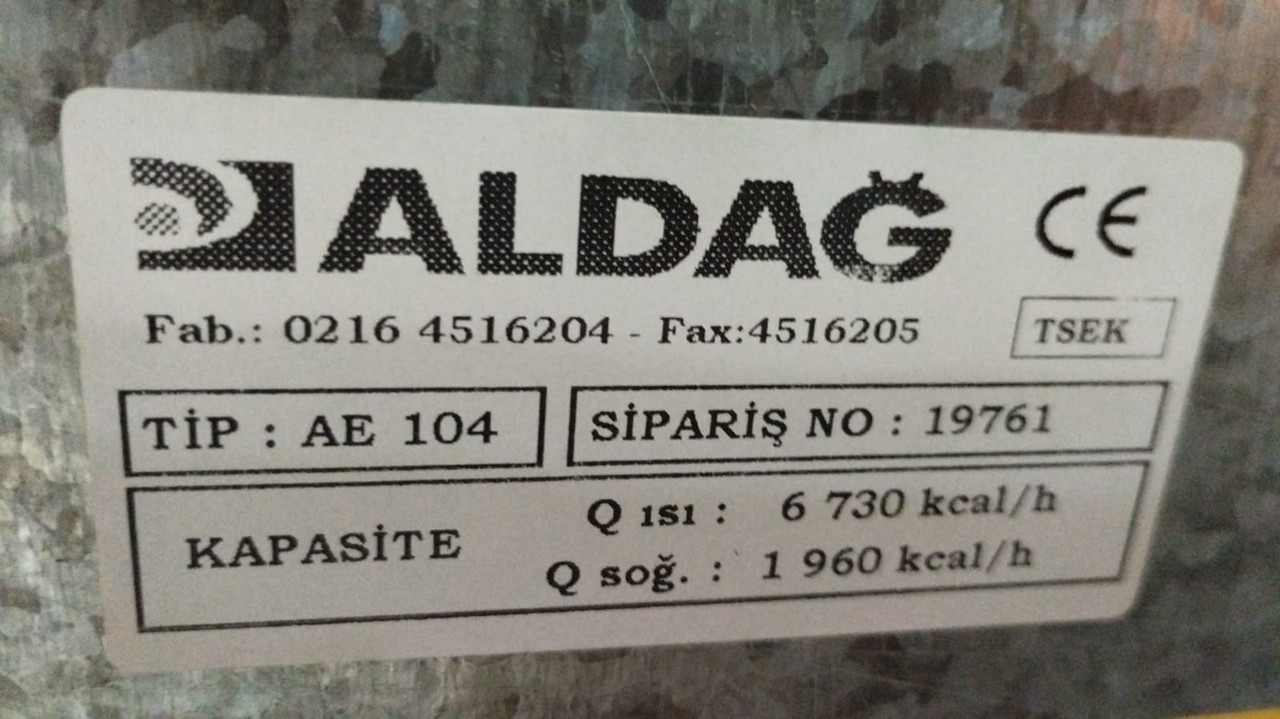 ALDAĞ CE
Fab.: 0216 4516204 - Fax:4516205 TSEK
TİP : AE 104 SİPARİŞ NO : 19761
KAPASİTE Q ısı : 6 730 kcal/h
Q soğ. : 1 960 kcal/h